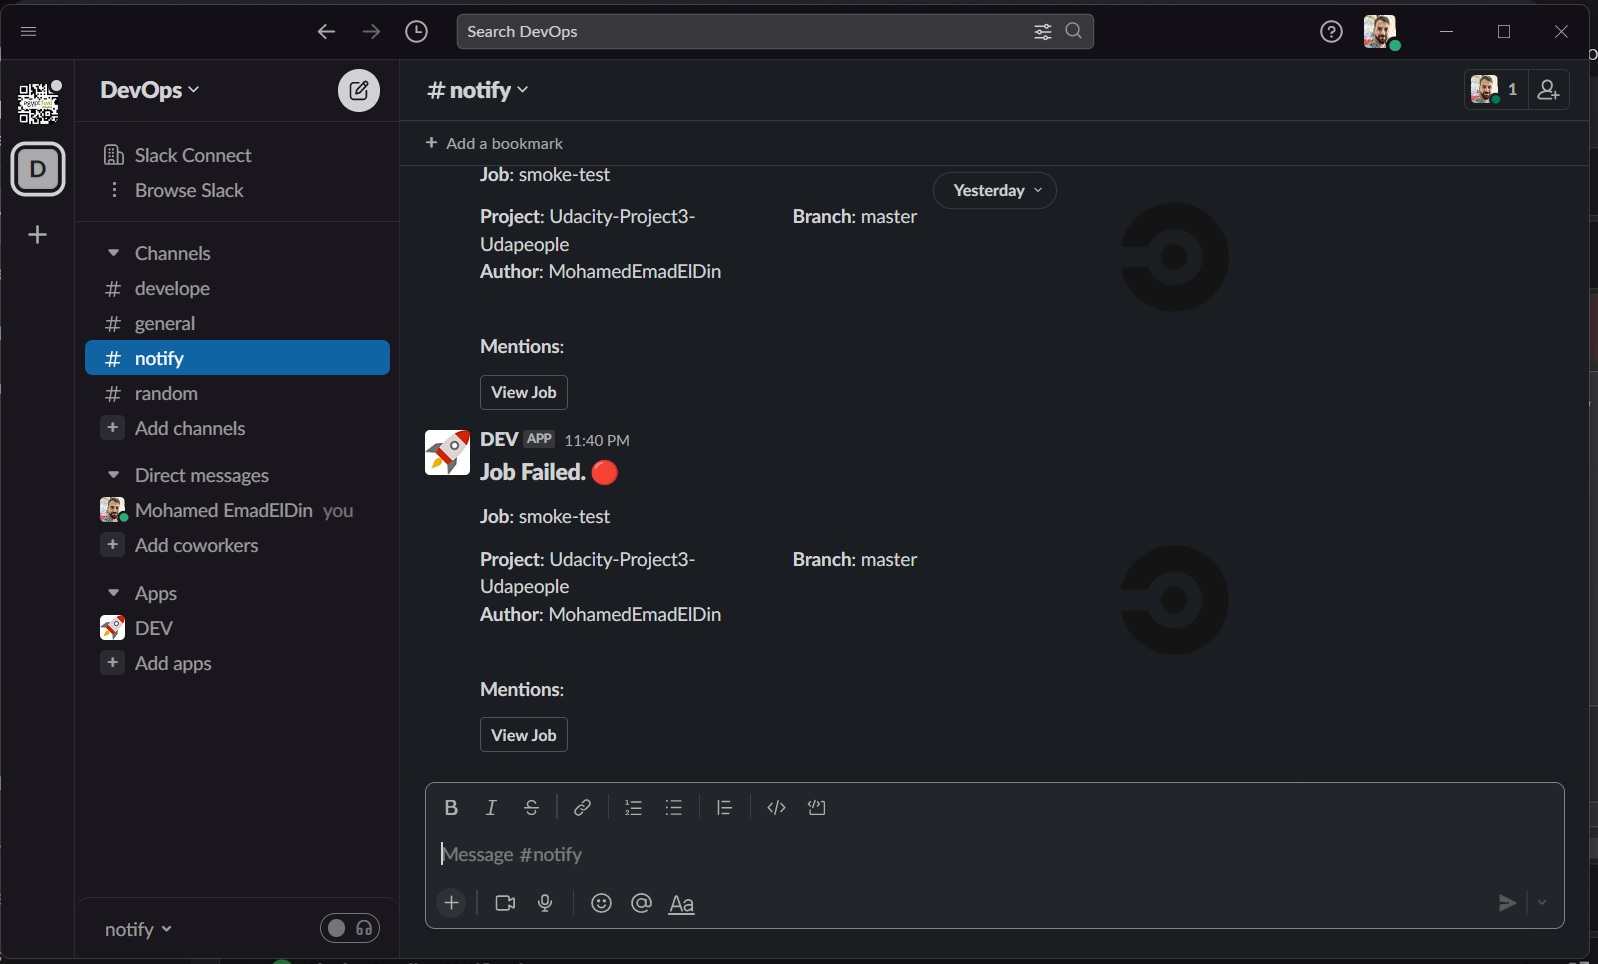 Search DevOps
DevOps
# notify
1
+ Add a bookmark
D
Slack Connect
Browse Slack
Channels
# develope
# general
# notify
# random
+ Add channels
Direct messages
Mohamed EmadElDin you
+ Add coworkers
Apps
DEV
+ Add apps
notify
Yesterday
Job: smoke-test
Project: Udacity-Project3-
Udapeople
Branch: master
Author: MohamedEmadElDin
Mentions:
View Job
DEV APP 11:40 PM
Job Failed. 🔴
Job: smoke-test
Project: Udacity-Project3-
Udapeople
Branch: master
Author: MohamedEmadElDin
Mentions:
View Job
B I S
Message #notify
Aa